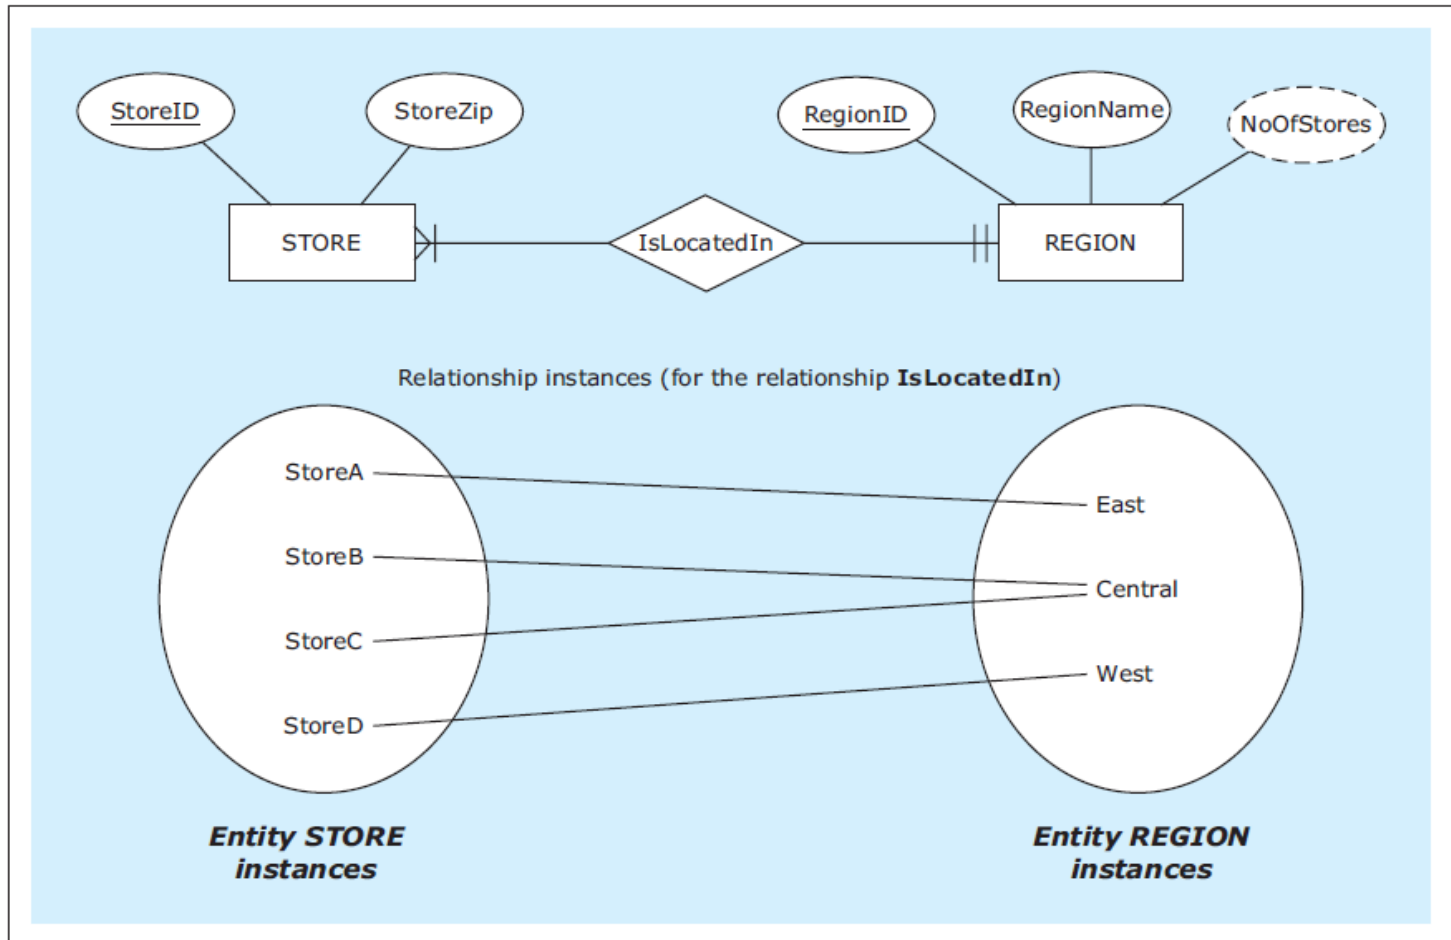 StoreID
StoreZip
RegionID
RegionName
NoOfStores
STORE
IsLocatedIn
REGION
Relationship instances (for the relationship IsLocatedIn)
StoreA
StoreB
StoreC
StoreD
East
Central
West
Entity STORE
instances
Entity REGION
instances